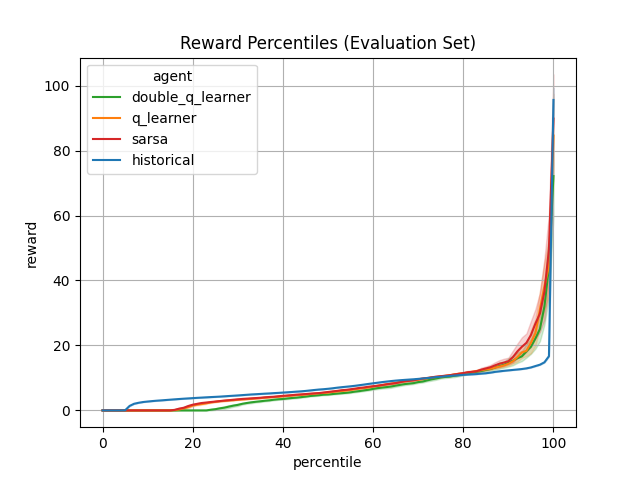 Reward Percentiles (Evaluation Set)
agent
double_q_learner
q_learner
sarsa
historical
reward
100
80
60
40
20
0
0 20 40 60 80 100
percentile